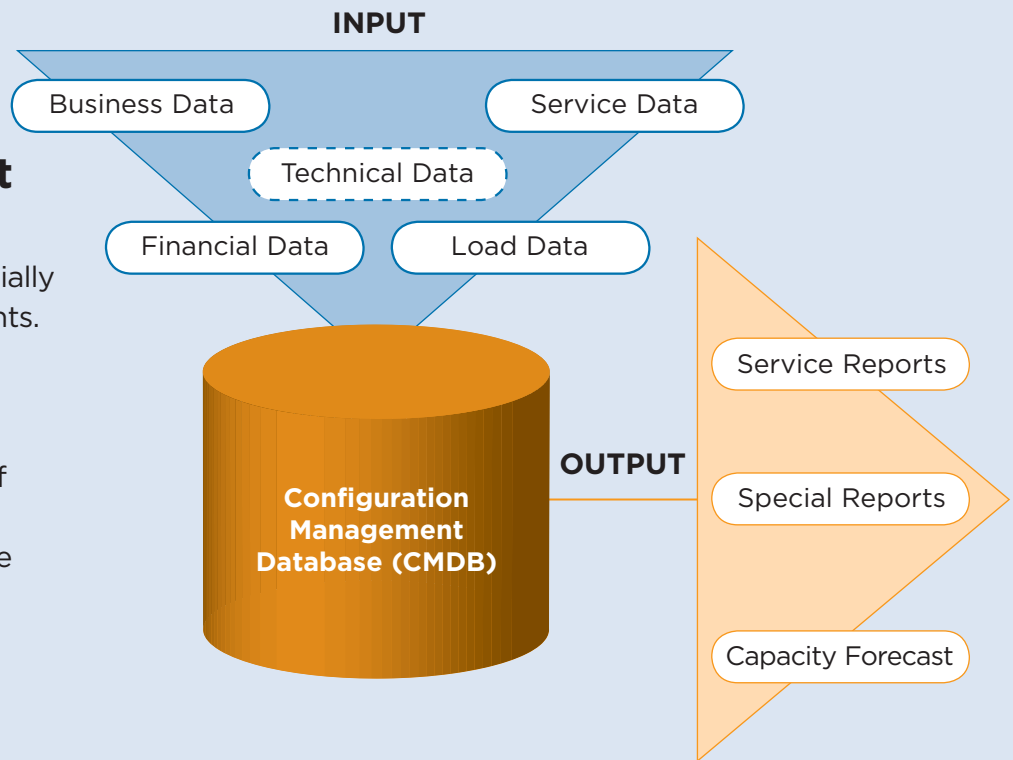 INPUT
Business Data
Service Data
Technical Data
Financial Data
Load Data
Configuration
Management
Database (CMDB)
OUTPUT
Service Reports
Special Reports
Capacity Forecast